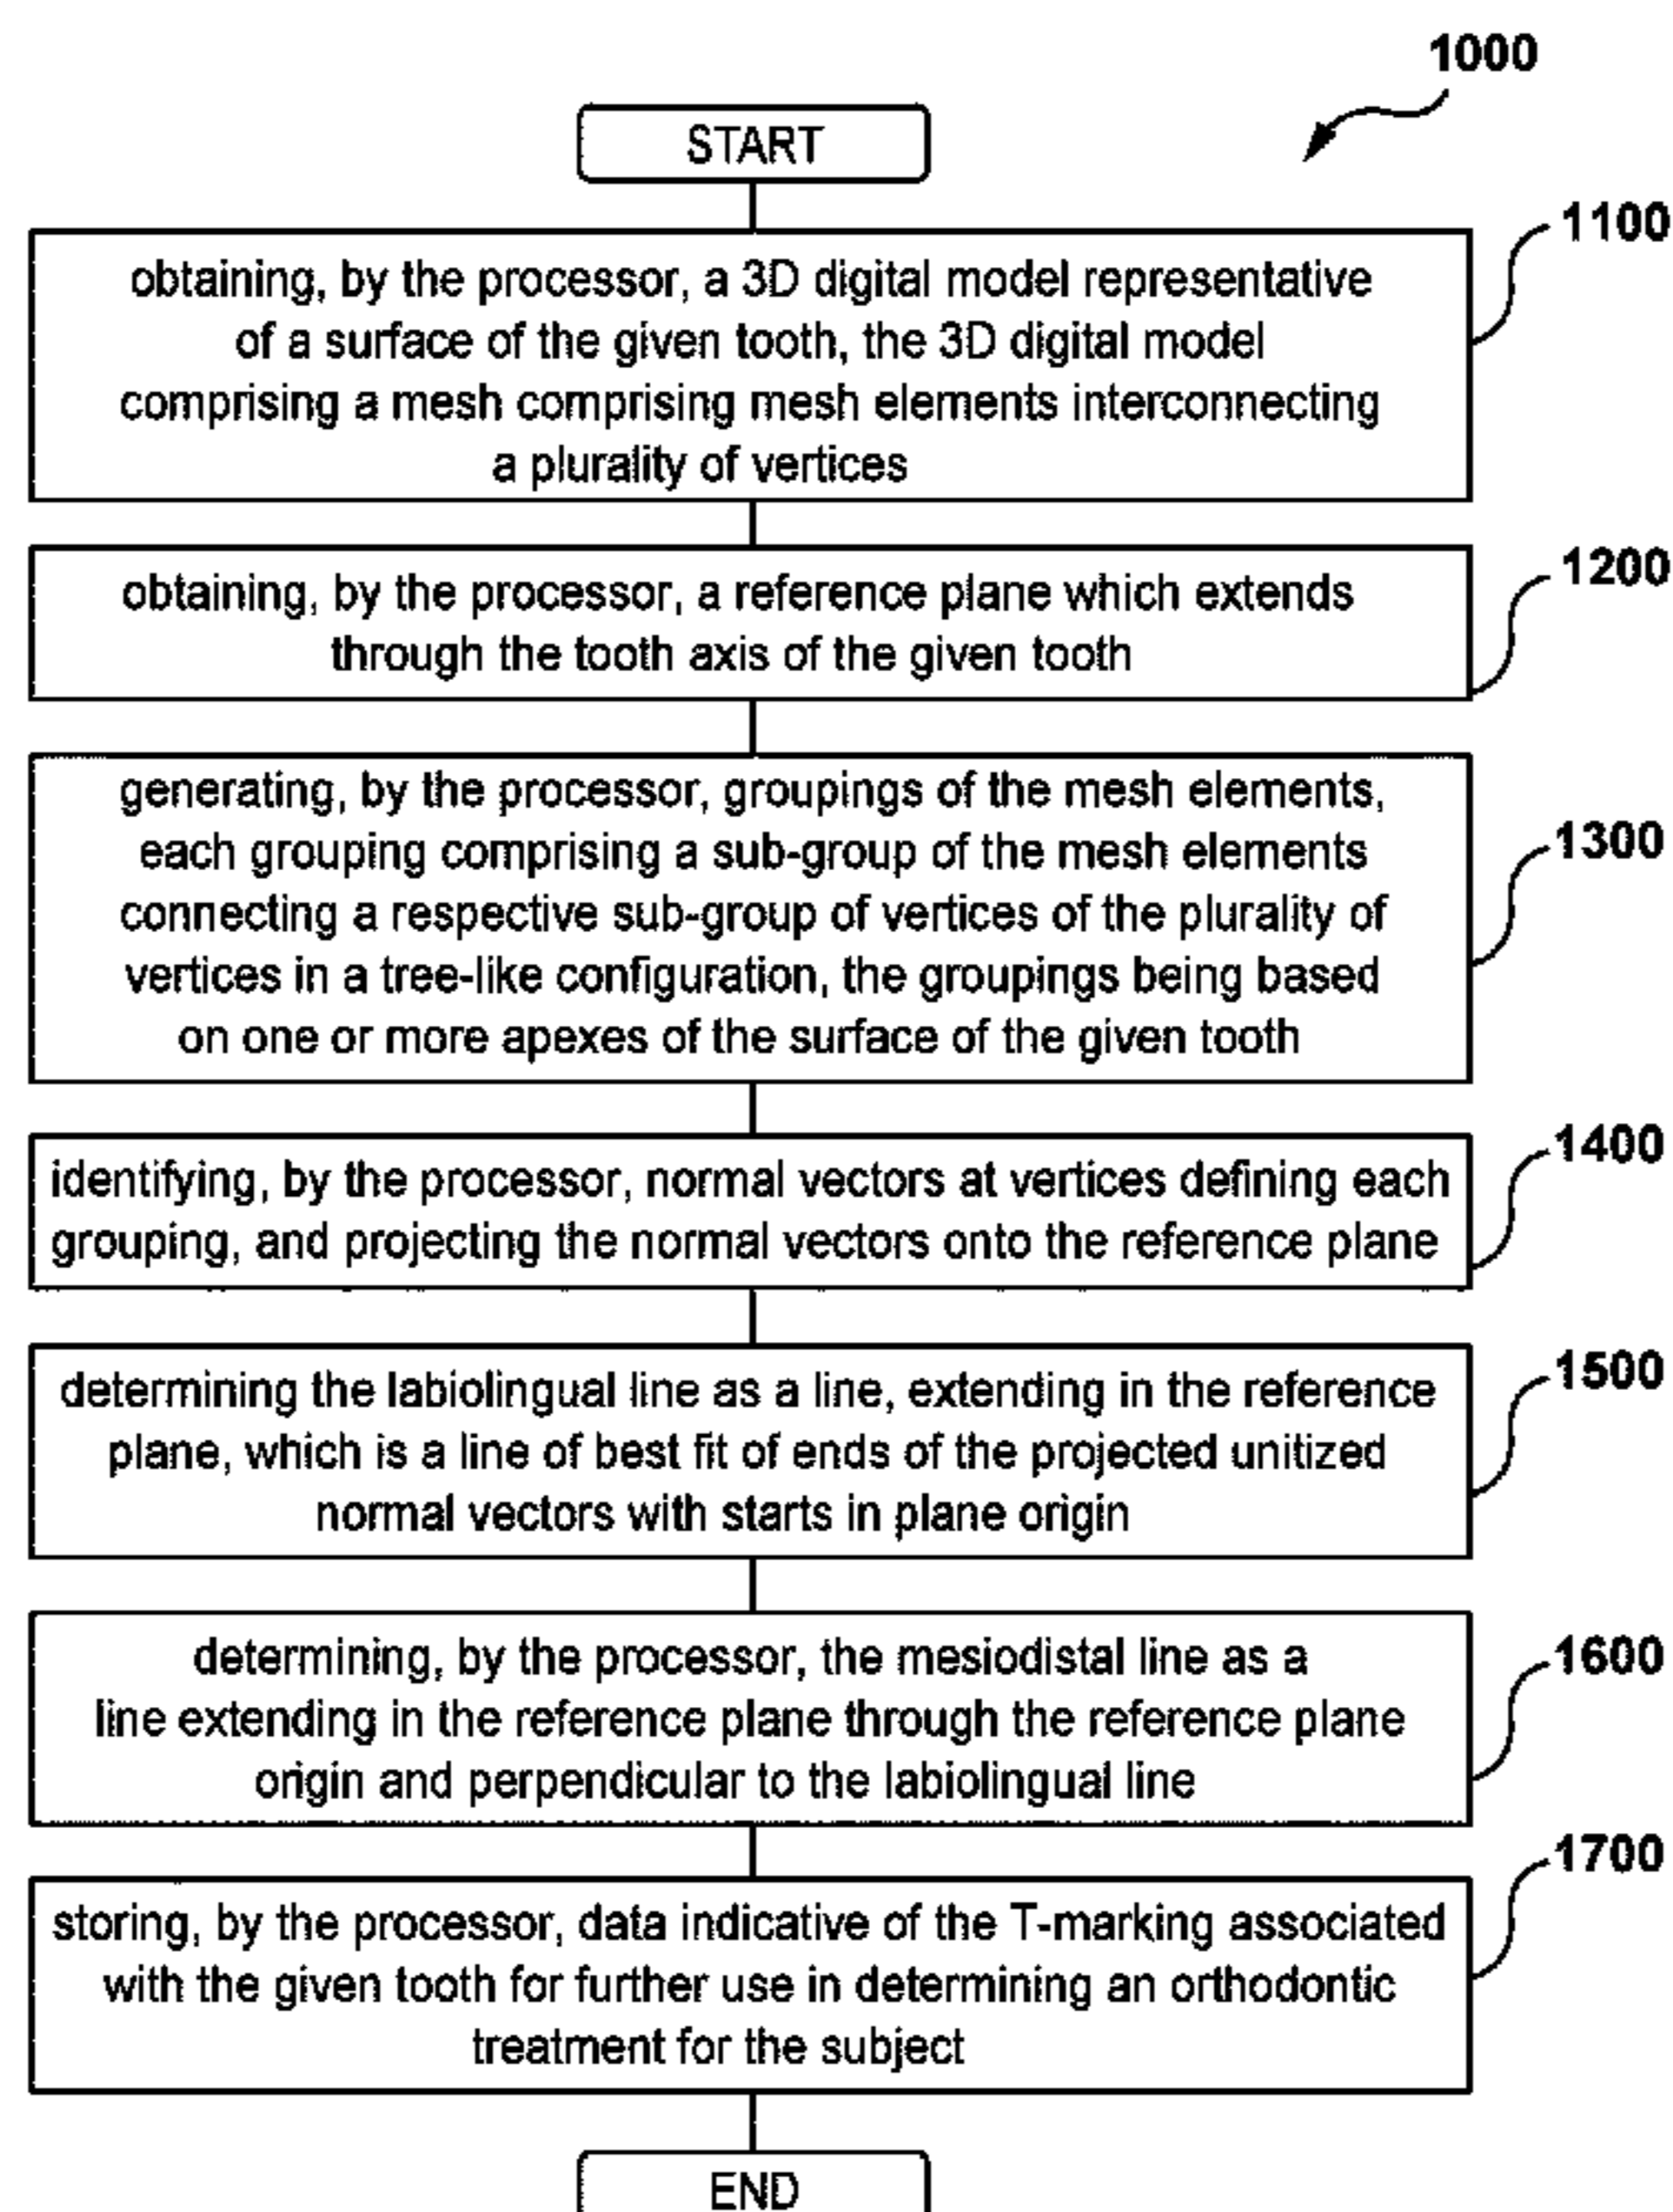 1000
START
1100
obtaining, by the processor, a 3D digital model representative
of a surface of the given tooth, the 3D digital model
comprising a mesh comprising mesh elements interconnecting
a plurality of vertices
1200
obtaining, by the processor, a reference plane which extends
through the tooth axis of the given tooth
1300
generating, by the processor, groupings of the mesh elements,
each grouping comprising a sub-group of the mesh elements
connecting a respective sub-group of vertices of the plurality of
vertices in a tree-like configuration, the groupings being based
on one or more apexes of the surface of the given tooth
1400
identifying, by the processor, normal vectors at vertices defining each
grouping, and projecting the normal vectors onto the reference plane
1500
determining the labiolingual line as a line, extending in the reference
plane, which is a line of best fit of ends of the projected unitized
normal vectors with starts in plane origin
1600
determining, by the processor, the mesiodistal line as a
line extending in the reference plane through the reference plane
origin and perpendicular to the labiolingual line
1700
storing, by the processor, data indicative of the T-marking associated
with the given tooth for further use in determining an orthodontic
treatment for the subject
END